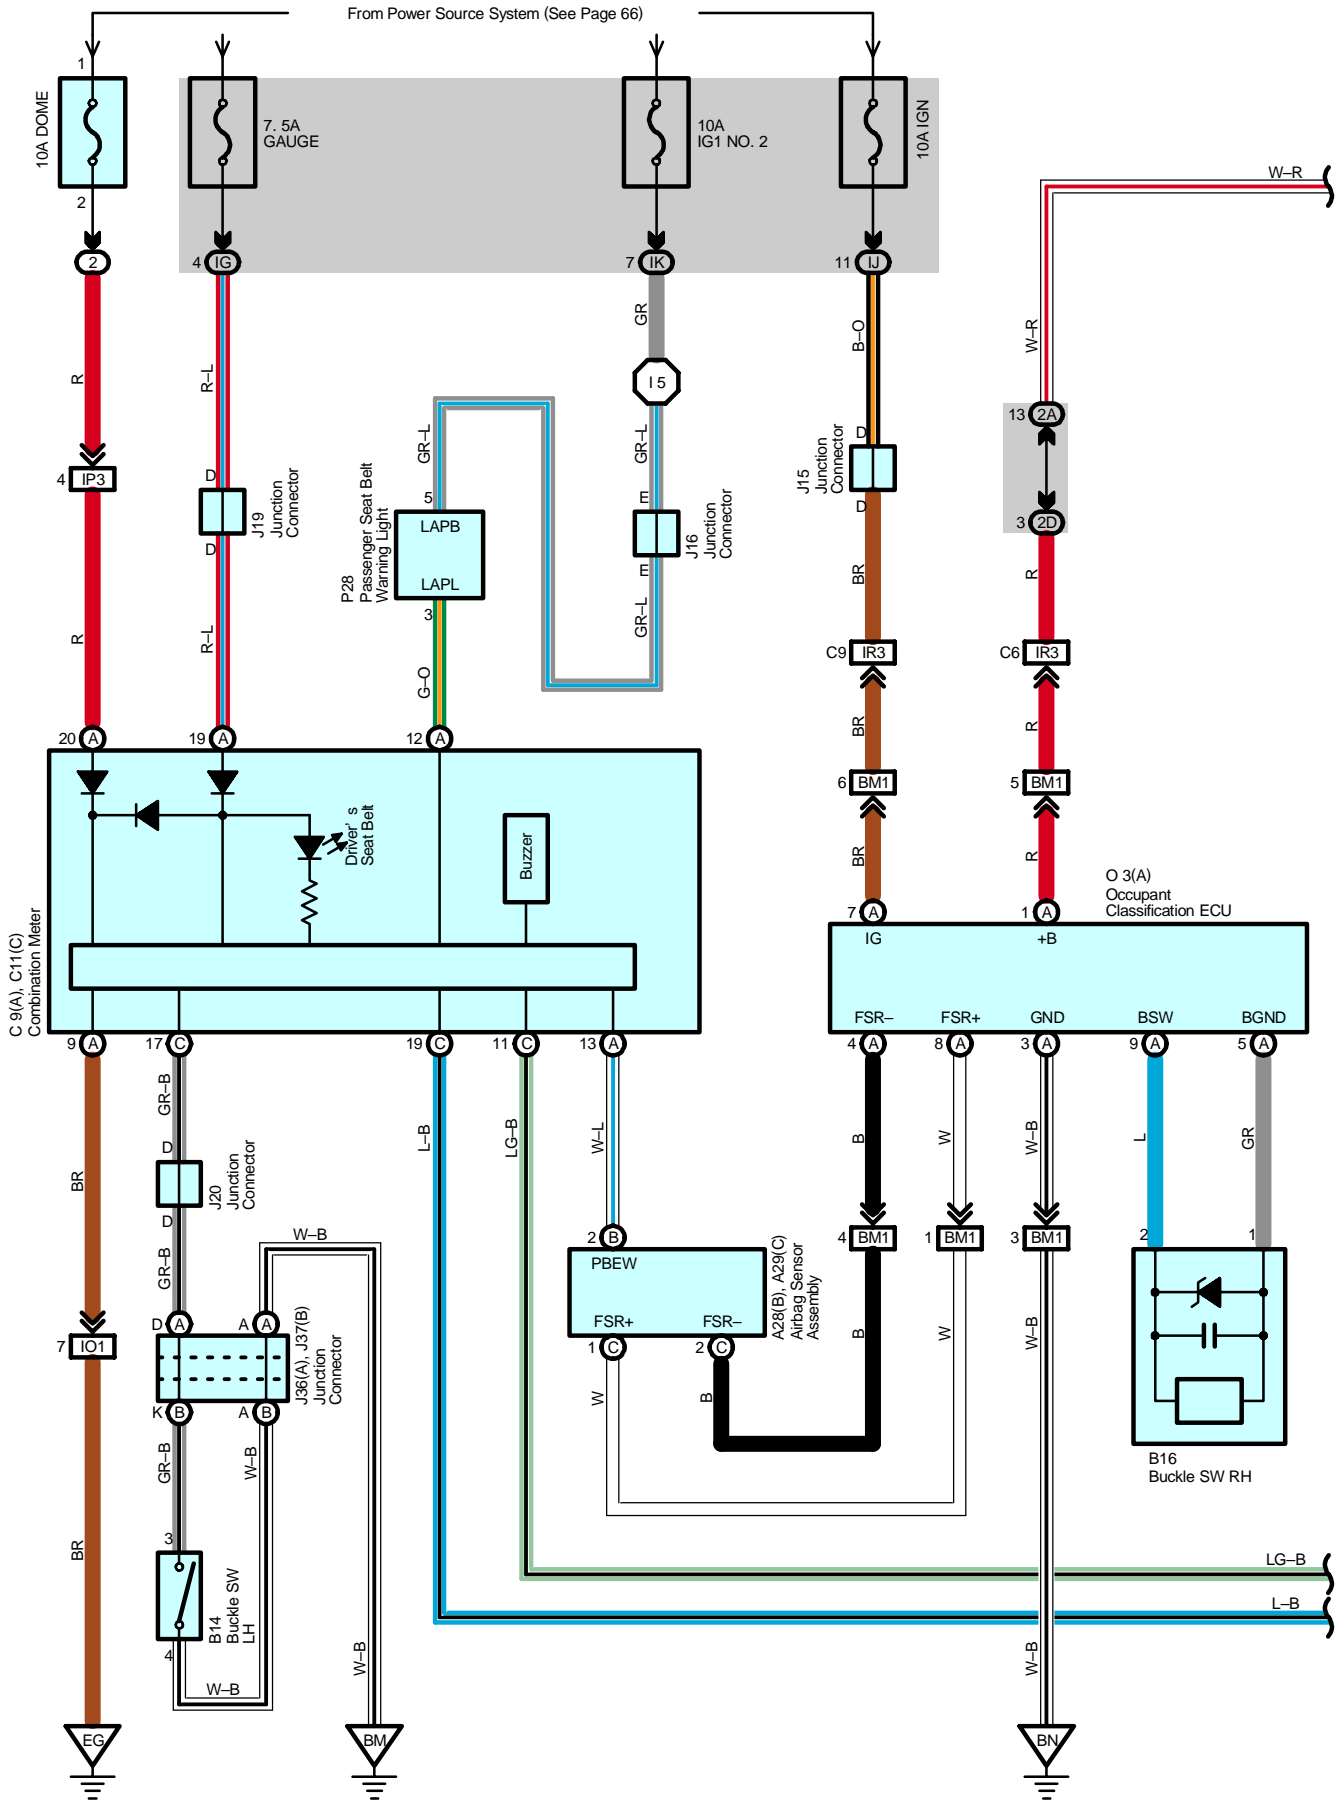 From Power Source System (See Page 66)
1
10A DOME
2
2
7. 5A
GAUGE
4 IG
10A
IG1 NO. 2
7 IK
10A IGN
11 IJ
W–R
W–R
13 2A
3 2D
R
R–L
GR
B–O
I 5
GR–L
GR–L
4 IP3
D
J19
Junction
Connector
D
5
LAPB
LAPL
3
P28
Passenger Seat Belt
Warning Light
E
J16
Junction
Connector
E
GR–L
D
J15
Junction
Connector
D
BR
R
R
R–L
G–O
C9 IR3
C6 IR3
BR
R
6 BM1
5 BM1
BR
R
20 A
19 A
12 A
Driver' s
Seat Belt
Buzzer
C 9(A), C11(C)
Combination Meter
O 3(A)
Occupant
Classification ECU
7 A
1 A
IG
+B
FSR–
FSR+
GND
BSW
BGND
9 A
17 C
19 C
11 C
13 A
4 A
8 A
3 A
9 A
5 A
BR
GR–B
L–B
LG–B
W–L
B
W
W–B
L
GR
D
J20
Junction
Connector
D
GR–B
W–B
2 B
PBEW
FSR+
FSR–
A28(B), A29(C)
Airbag Sensor
Assembly
1 C
2 C
4 BM1
1 BM1
3 BM1
2
1
B16
Buckle SW RH
B
W
W–B
W
B
7 IO1
D A
A A
J36(A), J37(B)
Junction
Connector
K B
A B
GR–B
W–B
BR
3
B14
Buckle SW
LH
4
W–B
W–B
W–B
LG–B
L–B
EG
BM
BN